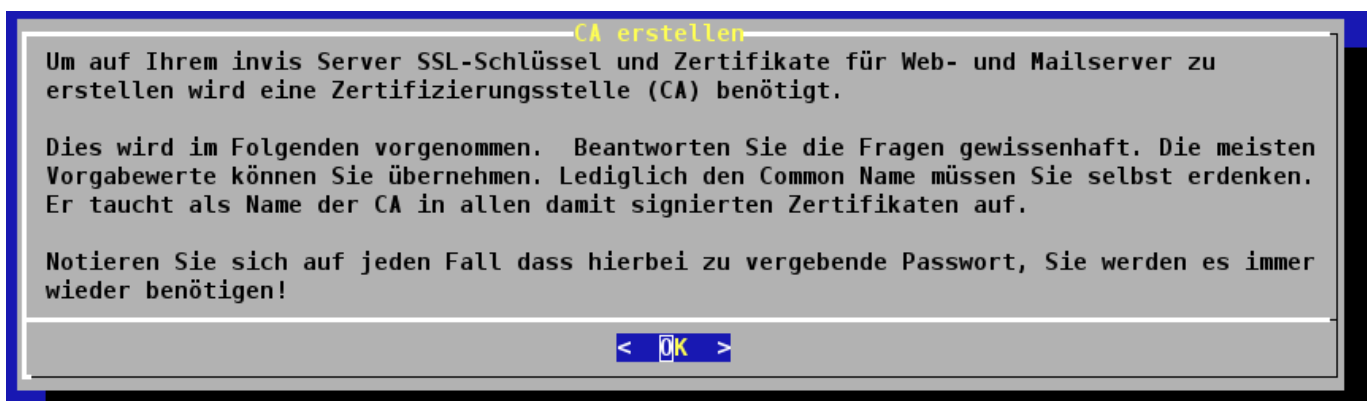 CA erstellen
Um auf Ihrem invis Server SSL-Schlüssel und Zertifikate für Web- und Mailserver zu
erstellen wird eine Zertifizierungsstelle (CA) benötigt.
Dies wird im Folgenden vorgenommen.  Beantworten Sie die Fragen gewissenhaft. Die meisten
Vorgabewerte können Sie übernehmen. Lediglich den Common Name müssen Sie selbst erdenken.
Er taucht als Name der CA in allen damit signierten Zertifikaten auf.
Notieren Sie sich auf jeden Fall dass hierbei zu vergebende Passwort, Sie werden es immer
wieder benötigen!
<  OK  >